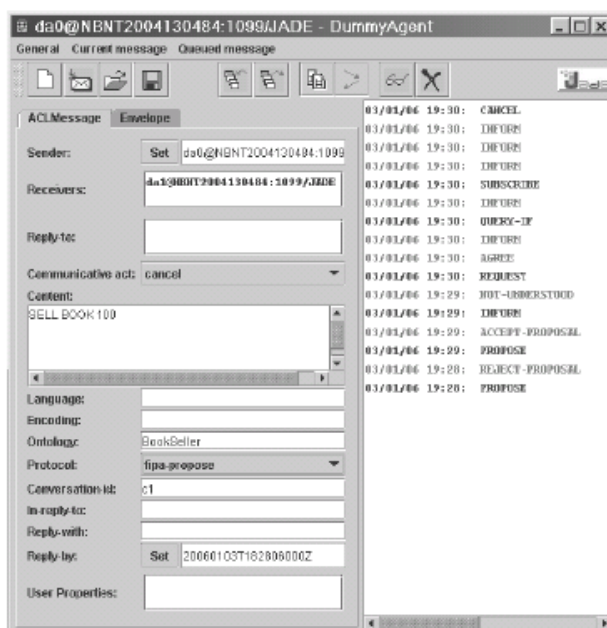 da0@NBNT2004130484:1099/JADE - DummyAgent
General Current message Queued message
ACLMessage Envelope
Sender: Set da0@NBNT2004130484:1099
Receivers: da1@NBNT2004130484:1099/JADE
Reply-to:
Communicative act: cancel
Content:
SELL BOOK 100
Language:
Encoding:
Ontology: BookSeller
Protocol: fipa-propose
Conversation-id: c1
In-reply-to:
Reply-with:
Reply-by: Set 20060103T182806000Z
User Properties:
03/01/06 19:30: CANCEL
03/01/06 19:30: INFORM
03/01/06 19:30: INFORM
03/01/06 19:30: INFORM
03/01/06 19:30: SUBSCRIBE
03/01/06 19:30: INFORM
03/01/06 19:30: QUERY-IF
03/01/06 19:30: INFORM
03/01/06 19:30: AGREE
03/01/06 19:30: REQUEST
03/01/06 19:29: NOT-UNDERSTOOD
03/01/06 19:29: INFORM
03/01/06 19:29: ACCEPT-PROPOSAL
03/01/06 19:29: PROPOSE
03/01/06 19:28: REJECT-PROPOSAL
03/01/06 19:28: PROPOSE